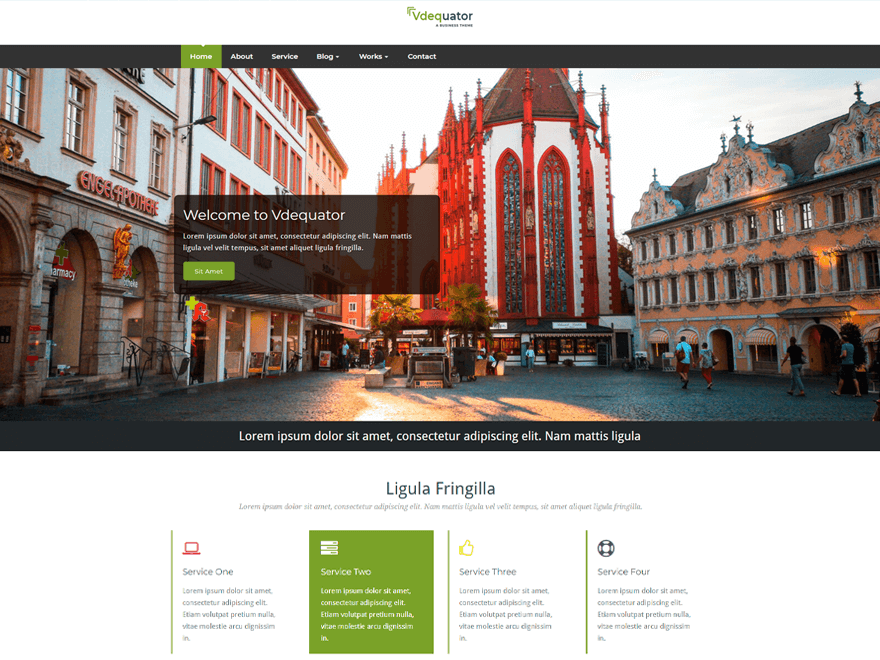 Vdequator
A BUSINESS THEME
Home About Service Blog Works Contact
ENGEL-APOTHEKE
Welcome to Vdequator
Lorem ipsum dolor sit amet, consectetur adipiscing elit. Nam mattis
ligula vel velit tempus, sit amet aliquet ligula fringilla.
Sit Amet
Lorem ipsum dolor sit amet, consectetur adipiscing elit. Nam mattis ligula
Ligula Fringilla
Lorem ipsum dolor sit amet, consectetur adipiscing elit. Nam mattis ligula vel velit tempus, sit amet aliquet ligula fringilla.
Service One
Lorem ipsum dolor sit amet,
consectetur adipiscing elit.
Etiam volutpat pretium nulla,
vitae molestie arcu dignissim
in.
Service Two
Lorem ipsum dolor sit amet,
consectetur adipiscing elit.
Etiam volutpat pretium nulla,
vitae molestie arcu dignissim
in.
Service Three
Lorem ipsum dolor sit amet,
consectetur adipiscing elit.
Etiam volutpat pretium nulla,
vitae molestie arcu dignissim
in.
Service Four
Lorem ipsum dolor sit amet,
consectetur adipiscing elit.
Etiam volutpat pretium nulla,
vitae molestie arcu dignissim
in.